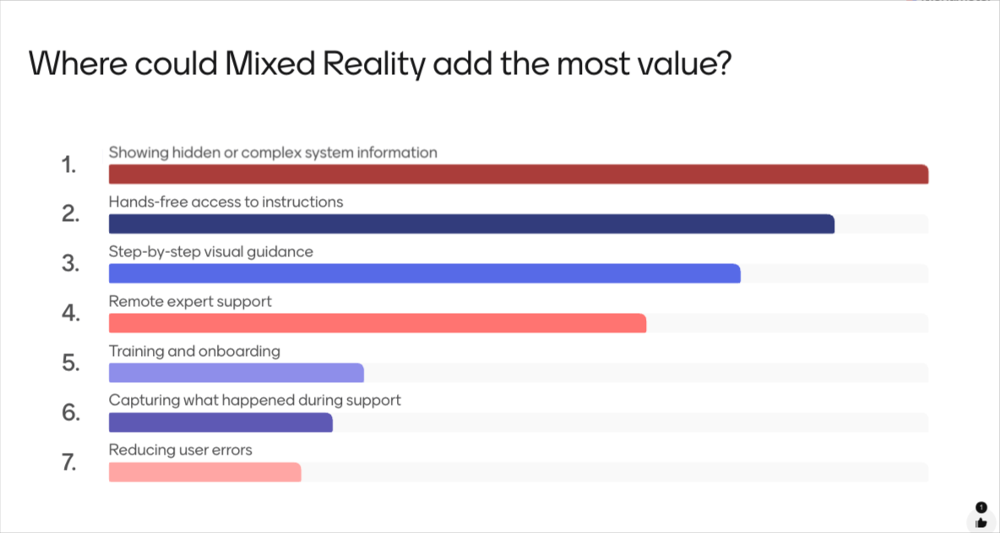 Where could Mixed Reality add the most value?
1.
Showing hidden or complex system information
2.
Hands-free access to instructions
3.
Step-by-step visual guidance
4.
Remote expert support
5.
Training and onboarding
6.
Capturing what happened during support
7.
Reducing user errors
1